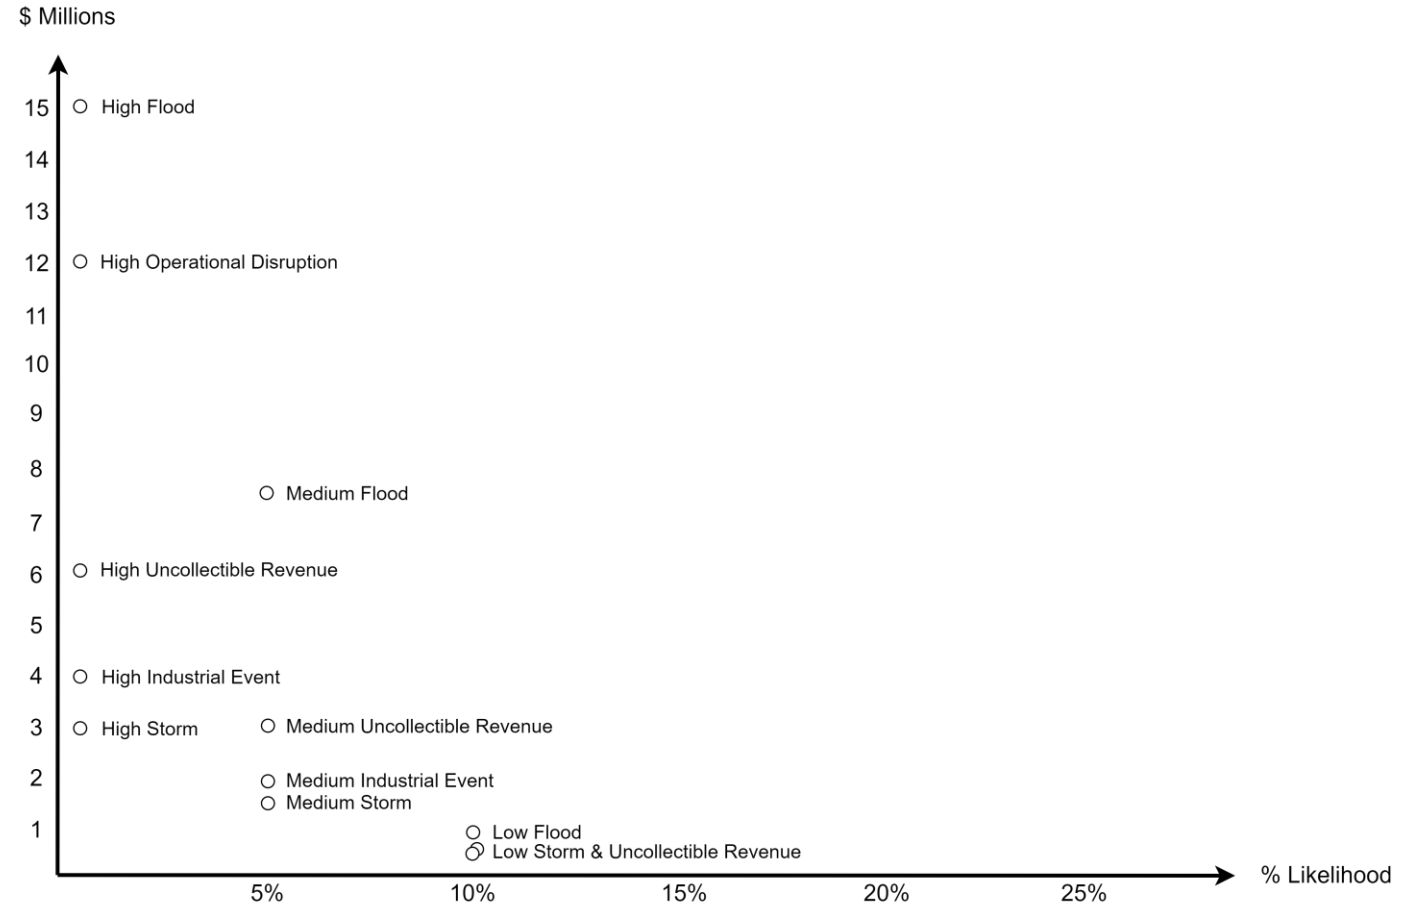 $ Millions
15 High Flood
14
13
12 High Operational Disruption
11
10
9
8
Medium Flood
7
6 High Uncollectible Revenue
5
4 High Industrial Event
3 High Storm Medium Uncollectible Revenue
2 Medium Industrial Event
Medium Storm
1 Low Flood
Low Storm & Uncollectible Revenue
% Likelihood
5% 10% 15% 20% 25%